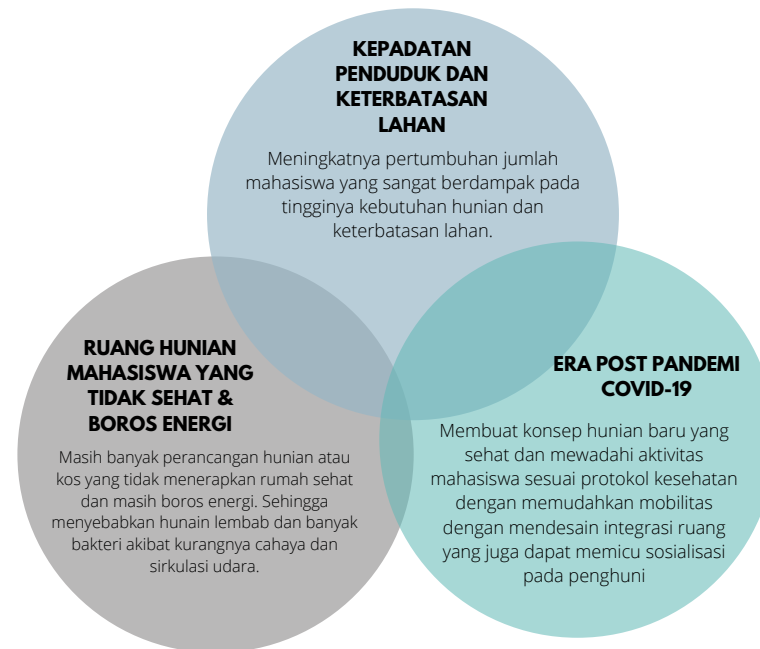 KEPADATAN
PENDUDUK DAN
KETERBATASAN
LAHAN
Meningkatnya pertumbuhan jumlah
mahasiswa yang sangat berdampak pada
tingginya kebutuhan hunian dan
keterbatasan lahan.
RUANG HUNIAN
MAHASISWA YANG
TIDAK SEHAT &
BOROS ENERGI
Masih banyak perancangan hunian atau
kos yang tidak menerapkan rumah sehat
dan masih boros energi. Sehingga
menyebabkan hunain lembab dan banyak
bakteri akibat kurangnya cahaya dan
sirkulasi udara.
ERA POST PANDEMI
COVID-19
Membuat konsep hunian baru yang
sehat dan mewadahi aktivitas
mahasiswa sesuai protokol kesehatan
dengan memudahkan mobilitas
dengan mendesain integrasi ruang
yang juga dapat memicu sosialisasi
pada penghuni